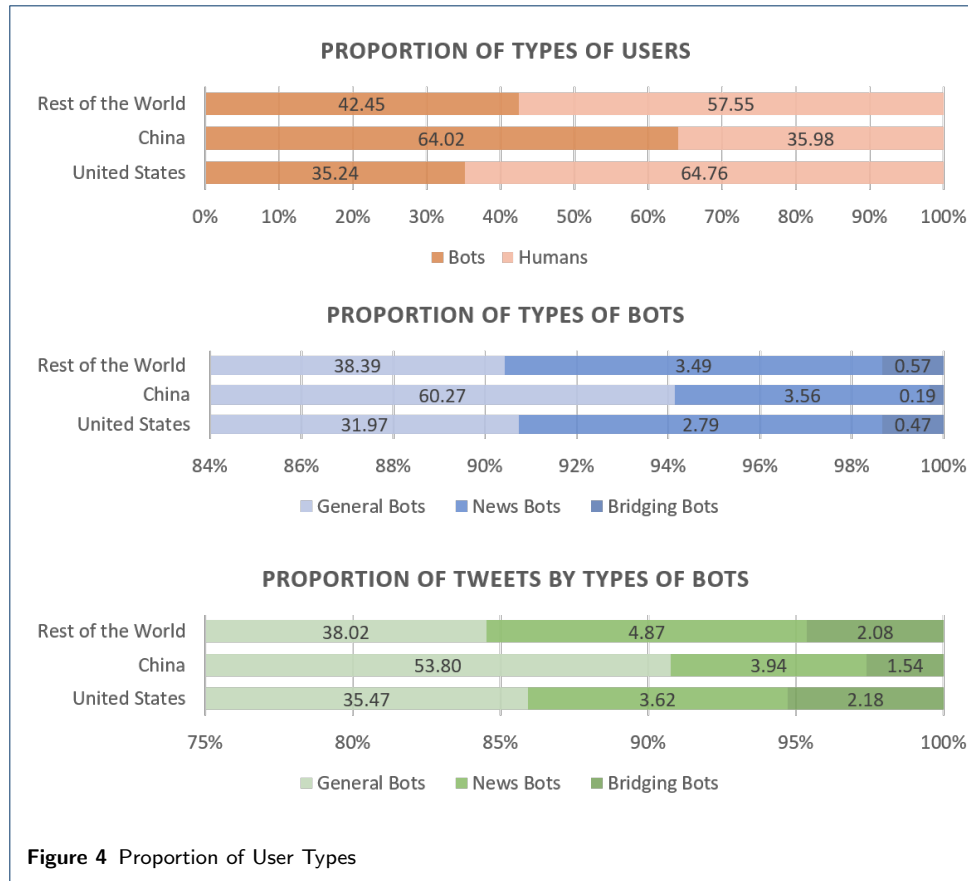 PROPORTION OF TYPES OF USERS
Rest of the World 42.45 57.55
China 64.02 35.98
United States 35.24 64.76
0% 10% 20% 30% 40% 50% 60% 70% 80% 90% 100%
Bots Humans
PROPORTION OF TYPES OF BOTS
Rest of the World 38.39 3.49 0.57
China 60.27 3.56 0.19
United States 31.97 2.79 0.47
84% 86% 88% 90% 92% 94% 96% 98% 100%
General Bots News Bots Bridging Bots
PROPORTION OF TWEETS BY TYPES OF BOTS
Rest of the World 38.02 4.87 2.08
China 53.80 3.94 1.54
United States 35.47 3.62 2.18
75% 80% 85% 90% 95% 100%
General Bots News Bots Bridging Bots
Figure 4 Proportion of User Types